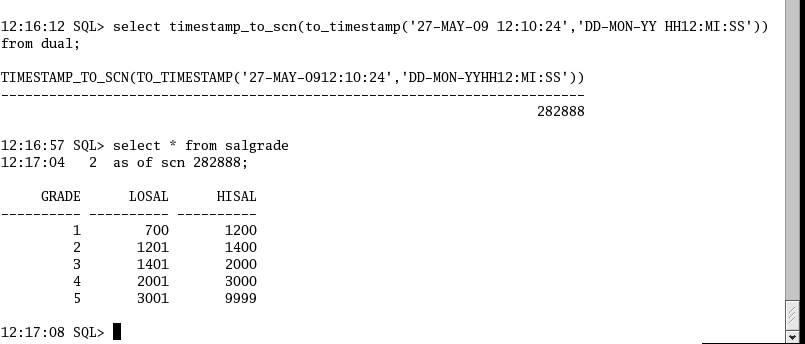 12:16:12 SQL> select timestamp_to_scn(to_timestamp('27-MAY-09 12:10:24','DD-MON-YY HH12:MI:SS'))
from dual;
TIMESTAMP_TO_SCN(TO_TIMESTAMP('27-MAY-0912:10:24','DD-MON-YYHH12:MI:SS'))
-------------------------------------------------------------------------
282888
12:16:57 SQL> select * from salgrade
12:17:04   2  as of scn 282888;
GRADE      LOSAL      HISAL
---------- ---------- ----------
1        700       1200
2       1201       1400
3       1401       2000
4       2001       3000
5       3001       9999
12:17:08 SQL>